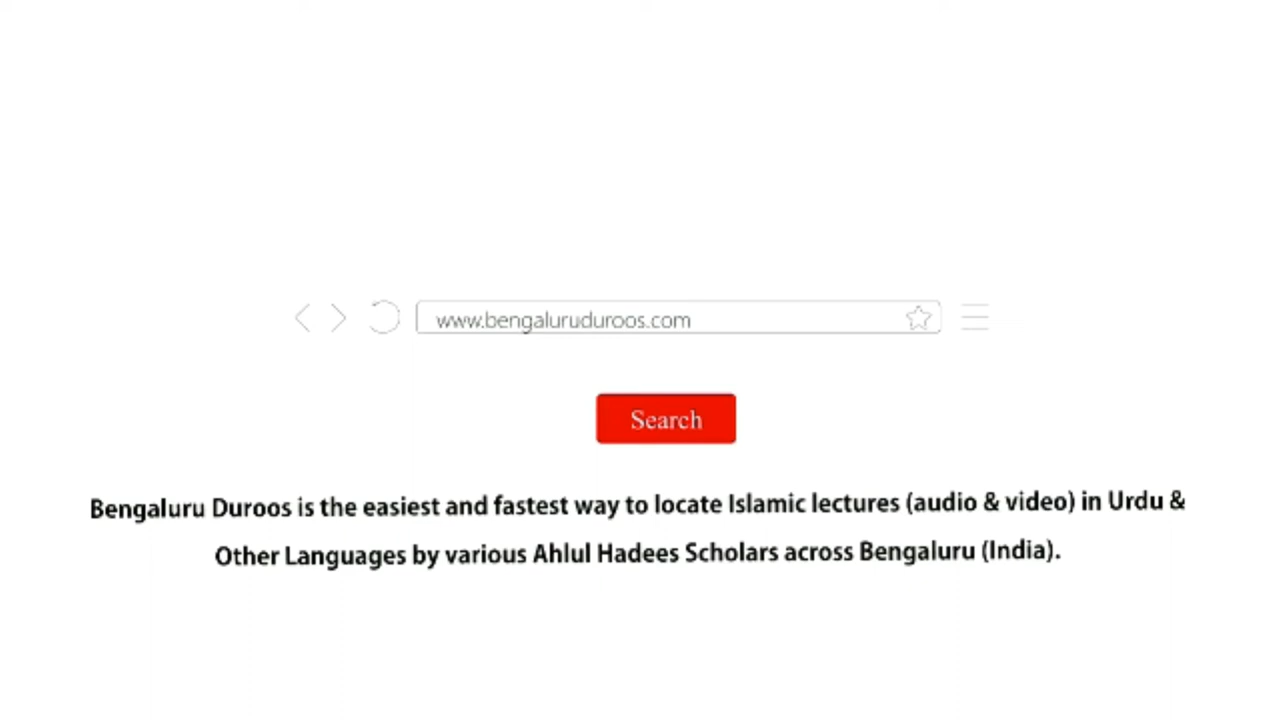 www.bengaluruduroos.com
Search
Bengaluru Duroos is the easiest and fastest way to locate Islamic lectures (audio & video) in Urdu &
Other Languages by various Ahlul Hadees Scholars across Bengaluru (India).